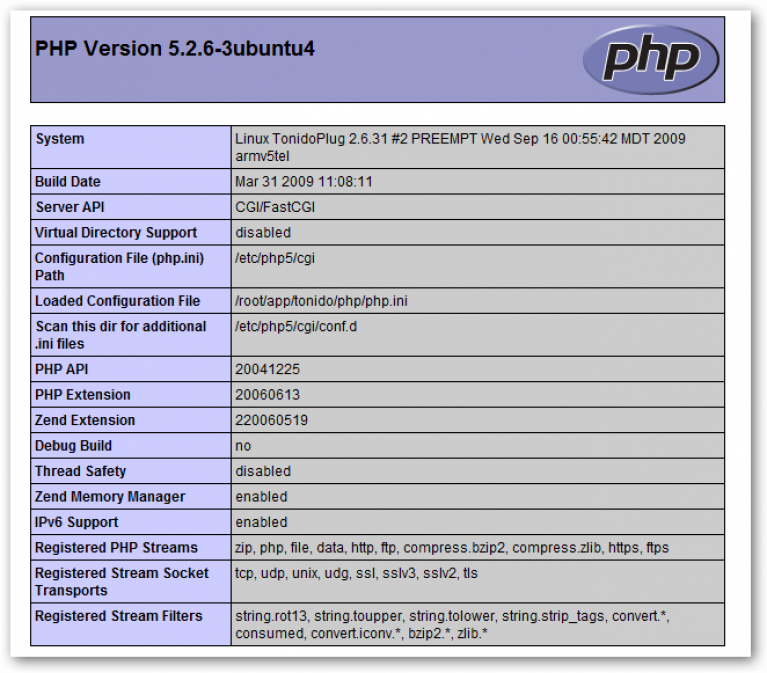 PHP Version 5.2.6-3ubuntu4
php
System Linux TonidoPlug 2.6.31 #2 PREEMPT Wed Sep 16 00:55:42 MDT 2009
armv5tel
Build Date Mar 31 2009 11:08:11
Server API CGI/FastCGI
Virtual Directory Support disabled
Configuration File (php.ini) /etc/php5/cgi
Path
Loaded Configuration File /root/app/tonido/php/php.ini
Scan this dir for additional /etc/php5/cgi/conf.d
.ini files
PHP API 20041225
PHP Extension 20060613
Zend Extension 220060519
Debug Build no
Thread Safety disabled
Zend Memory Manager enabled
IPv6 Support enabled
Registered PHP Streams zip, php, file, data, http, ftp, compress.bzip2, compress.zlib, https, ftps
Registered Stream Socket tcp, udp, unix, udg, ssl, sslv3, sslv2, tls
Transports
Registered Stream Filters string.rot13, string.toupper, string.tolower, string.strip_tags, convert.*,
consumed, convert.iconv.*, bzip2.*, zlib.*